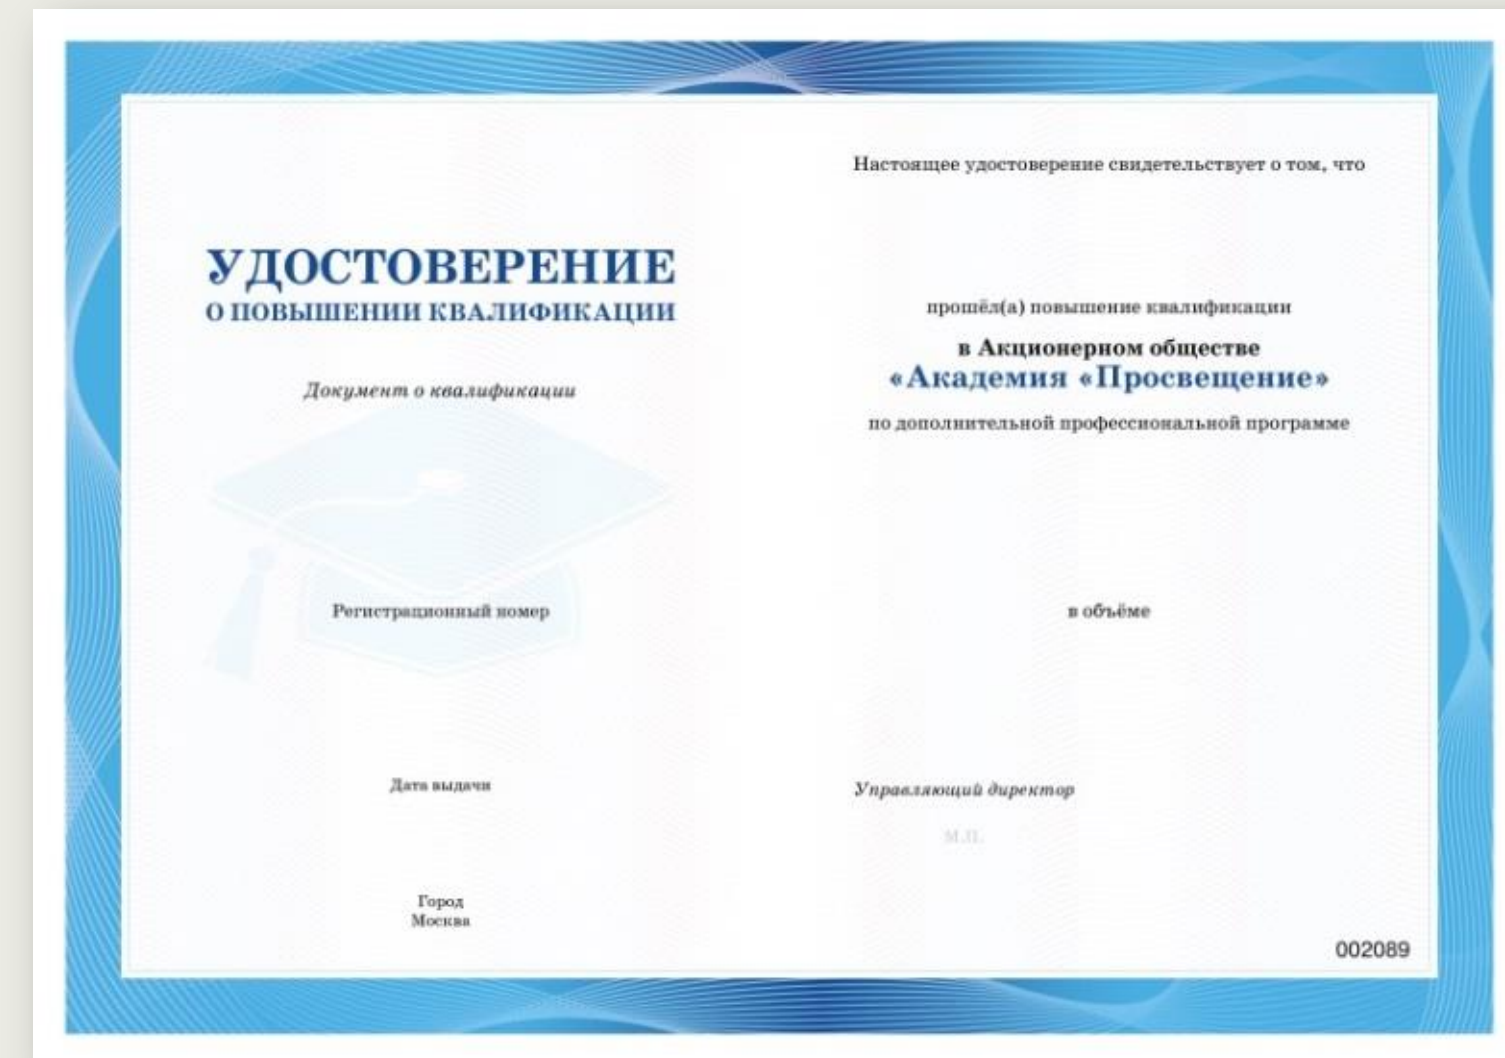 УДОСТОВЕРЕНИЕ
О ПОВЫШЕНИИ КВАЛИФИКАЦИИ
Документ о квалификации
Регистрационный номер
Дата выдачи
Город
Москва
Настоящее удостоверение свидетельствует о том, что
прошёл(а) повышение квалификации
в Акционерном обществе
«Академия «Просвещение»
по дополнительной профессиональной программе
в объёме
Управляющий директор
М.П.
002089